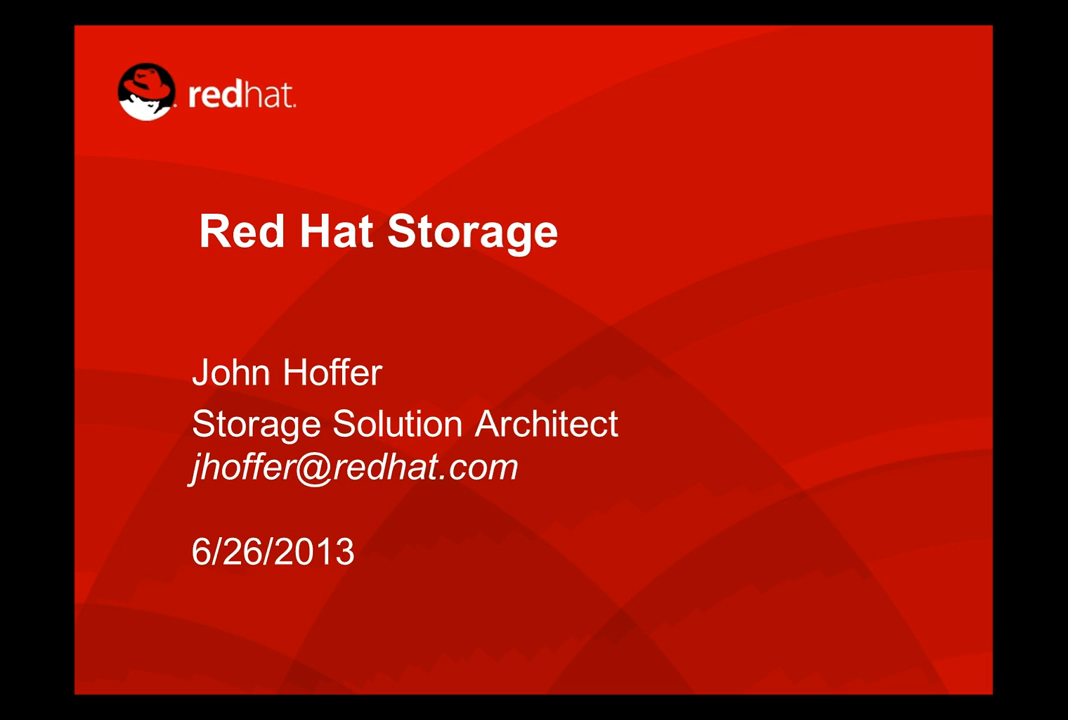 redhat.
Red Hat Storage
John Hoffer
Storage Solution Architect
jhoffer@redhat.com
6/26/2013